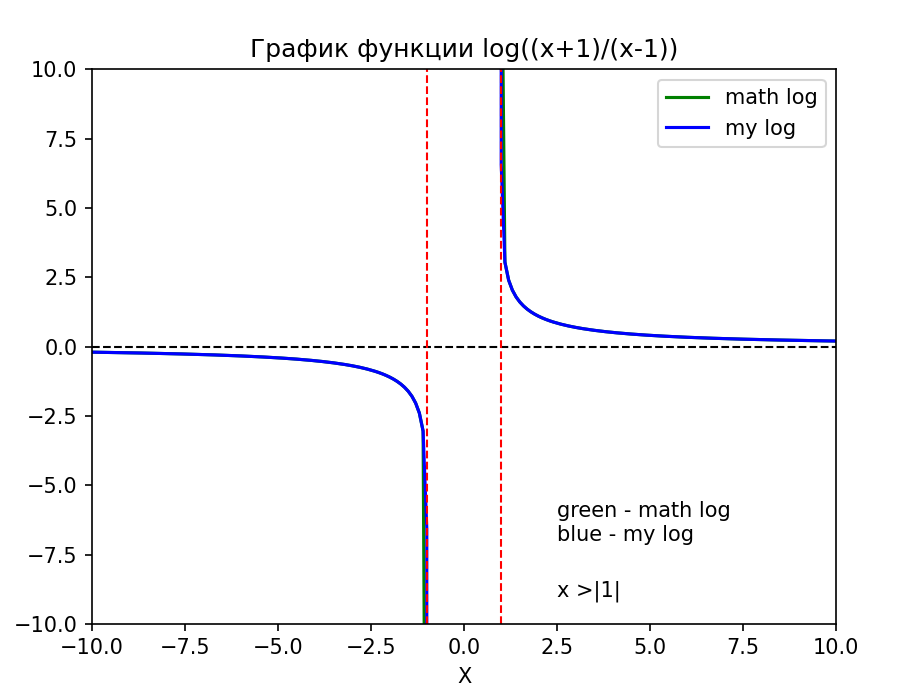 График функции log((x+1)/(x-1))
10.0
7.5
5.0
2.5
0.0
−2.5
−5.0
−7.5
−10.0
math log
my log
green - math log
blue - my log
x >|1|
−10.0 −7.5 −5.0 −2.5 0.0 2.5 5.0 7.5 10.0
X